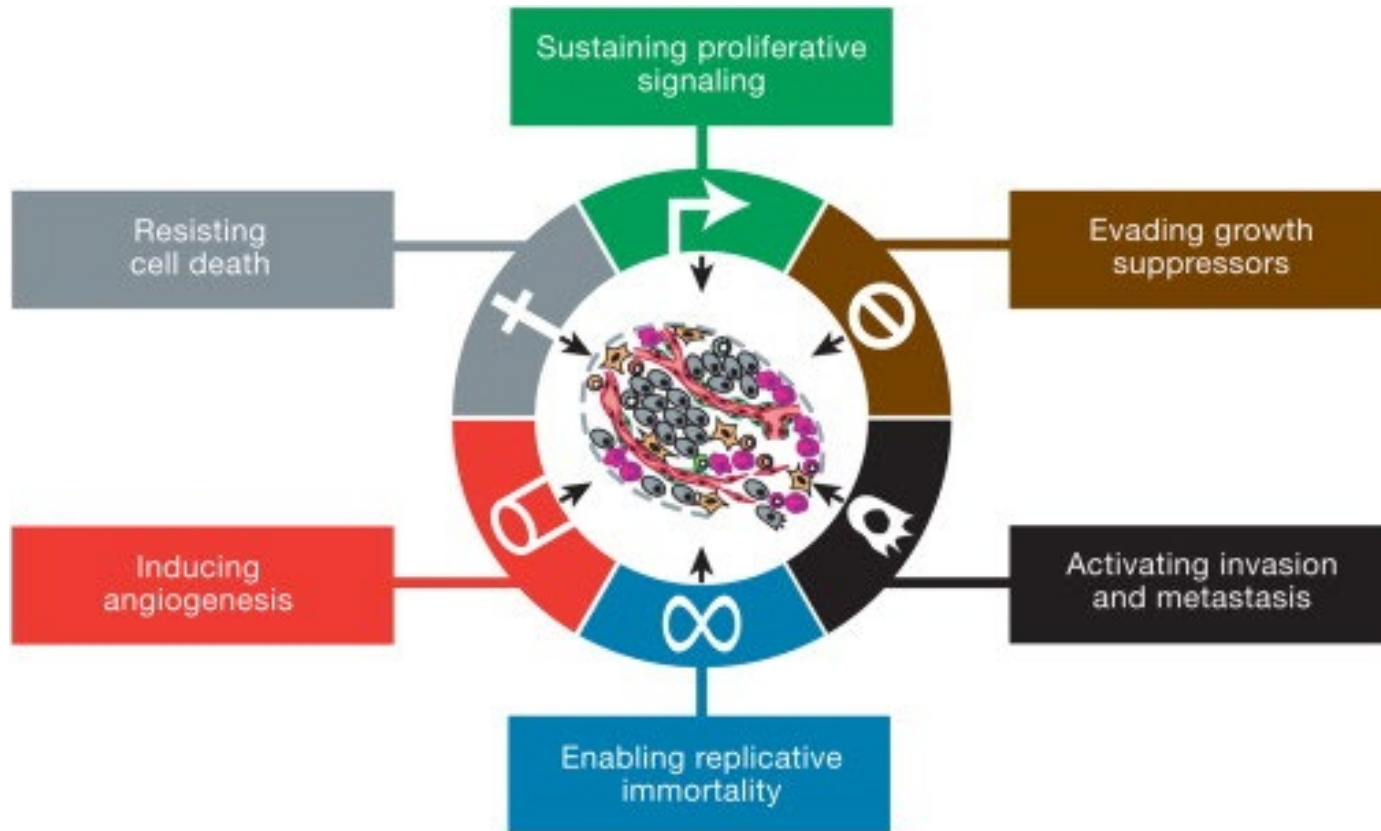 Sustaining proliferative
signaling
Resisting
cell death
Evading growth
suppressors
Inducing
angiogenesis
Activating invasion
and metastasis
Enabling replicative
immortality